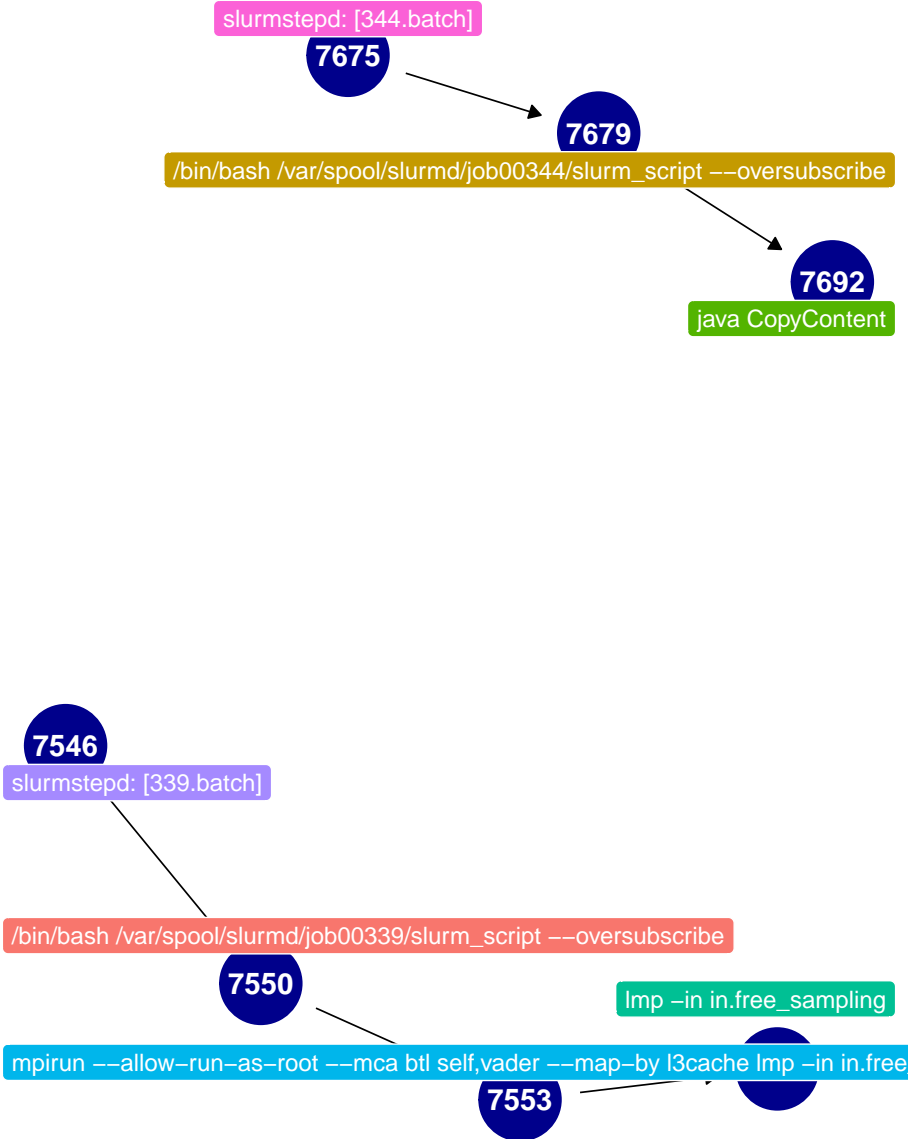 slurmstepd: [344.batch]
7675
7679
/bin/bash /var/spool/slurmd/job00344/slurm_script −−oversubscribe
7692
java CopyContent
7546
slurmstepd: [339.batch]
/bin/bash /var/spool/slurmd/job00339/slurm_script −−oversubscribe
7550
lmp −in in.free_sampling
mpirun −−allow−run−as−root −−mca btl self,vader −−map−by l3cache lmp −in in.free
7553